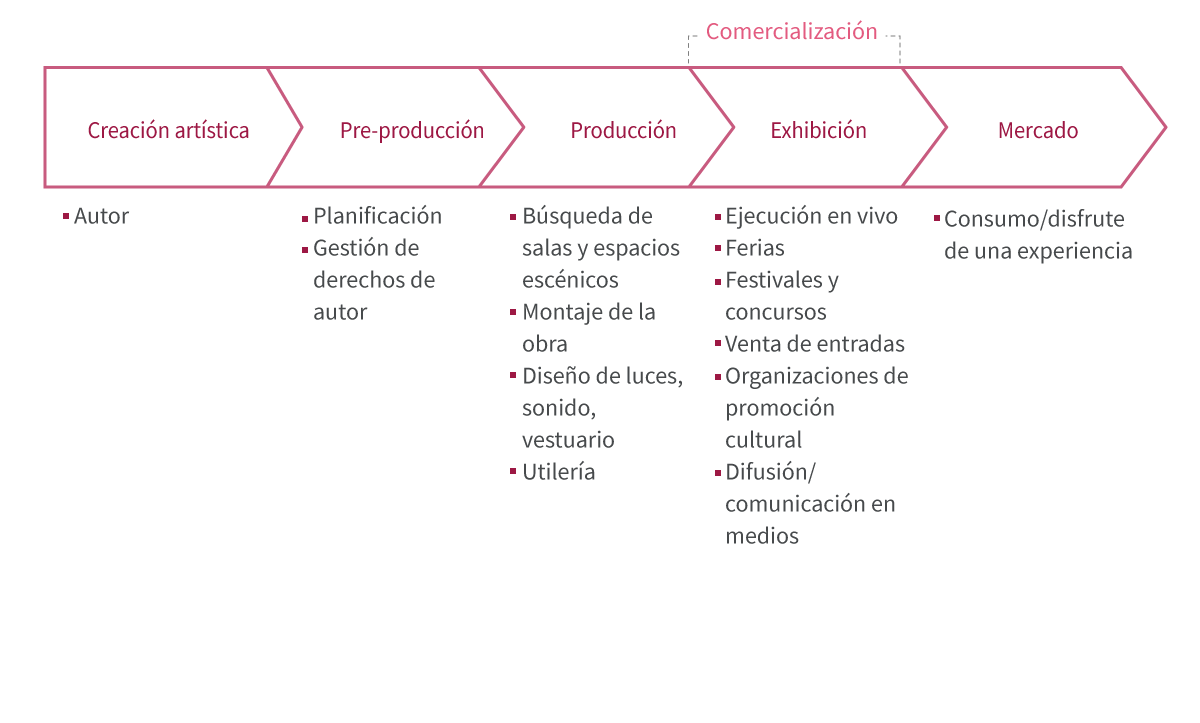 Comercialización
Creación artística
Pre-producción
Producción
Exhibición
Mercado
Autor
Planificación
Gestión de
derechos de
autor
Búsqueda de
salas y espacios
escénicos
Montaje de la
obra
Diseño de luces,
sonido,
vestuario
Utilería
Ejecución en vivo
Ferias
Festivales y
concursos
Venta de entradas
Organizaciones de
promoción
cultural
Difusión/
comunicación en
medios
Consumo/disfrute
de una experiencia